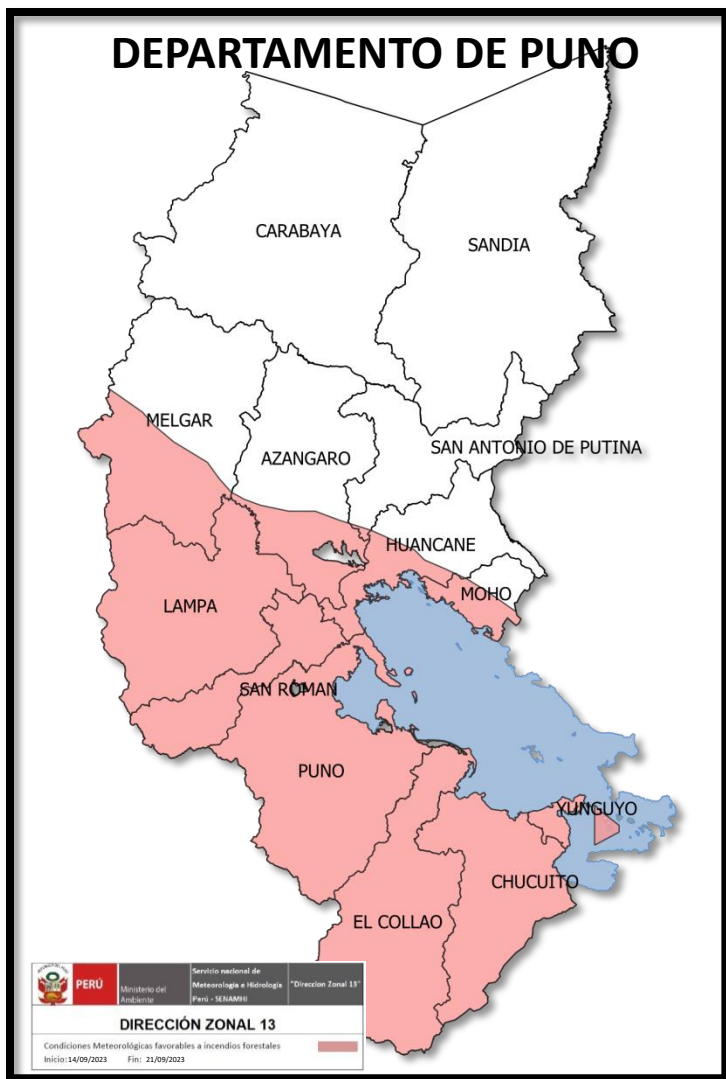 DEPARTAMENTO DE PUNO
CARABAYA
SANDIA
MELGAR
AZANGARO
SAN ANTONIO DE PUTINA
HUANCANE
MOHO
LAMPA
SAN ROMAN
PUNO
YUNGUYO
CHUCUITO
EL COLLAO
PERÚ
Ministerio del
Ambiente
Servicio nacional de
Meteorología e Hidrología
Perú - SENAMHI
"Direccion Zonal 13"
DIRECCIÓN ZONAL 13
Condiciones Meteorológicas favorables a incendios forestales
Inicio: 14/09/2023 Fin: 21/09/2023